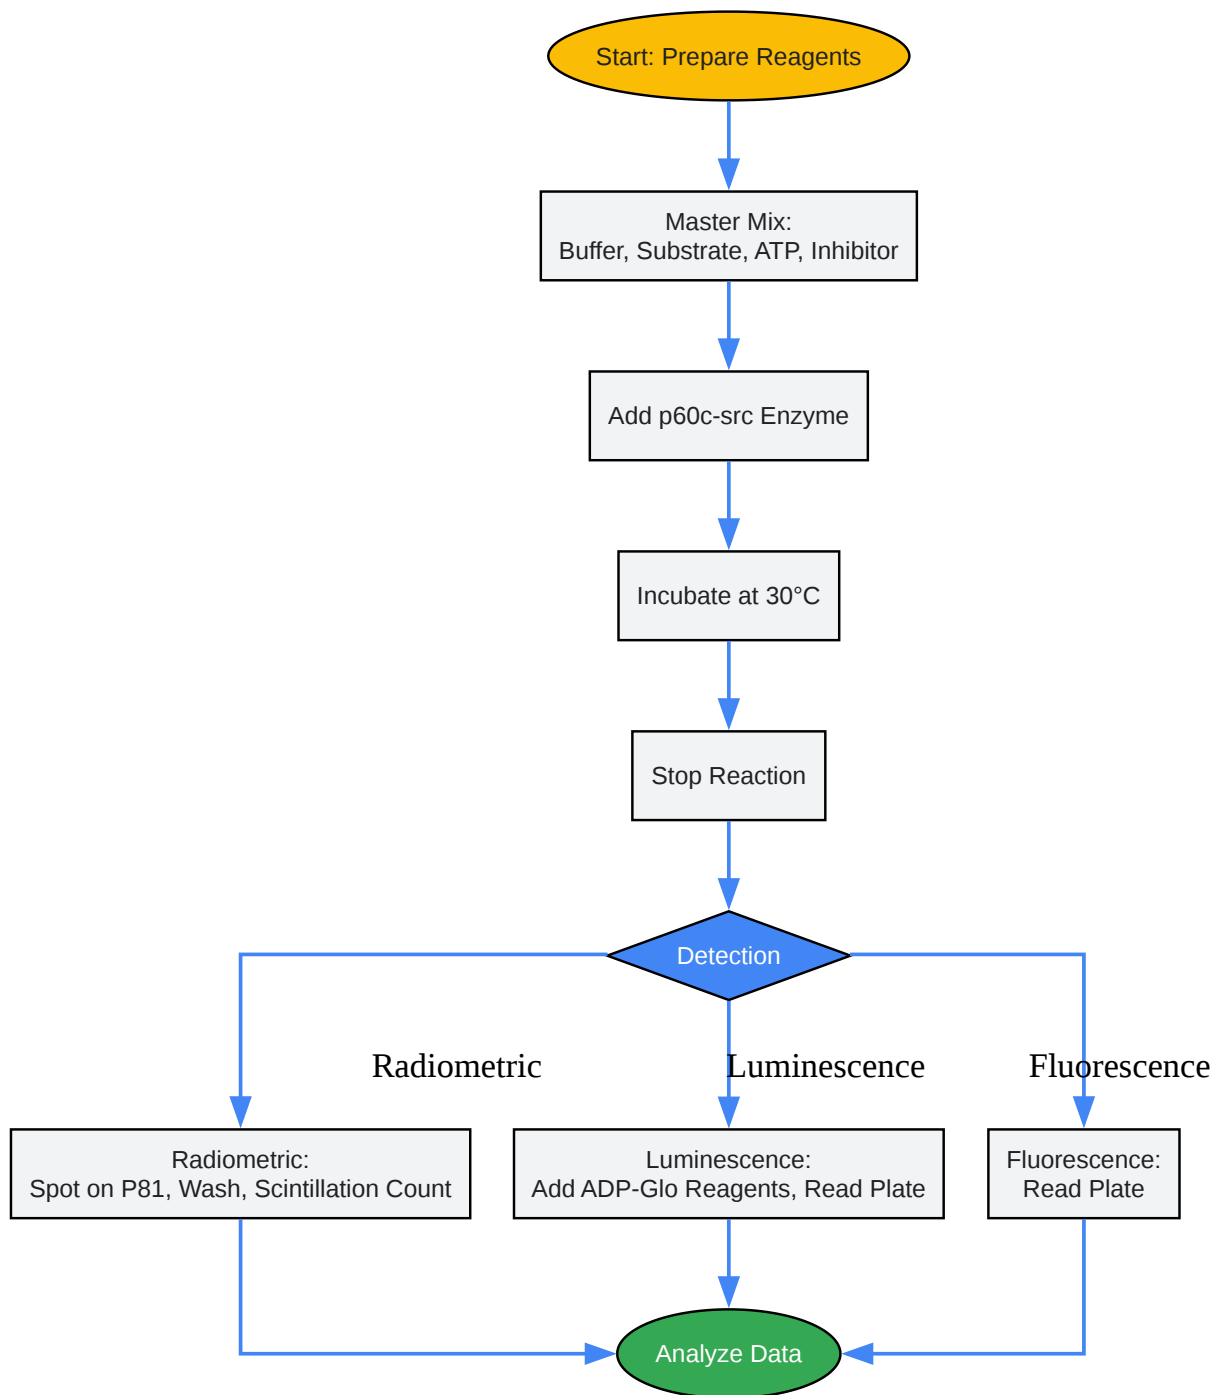 Start: Prepare Reagents
Master Mix:
Buffer, Substrate, ATP, Inhibitor
Add p60c-src Enzyme
Incubate at 30°C
Stop Reaction
Detection
Radiometric
Luminescence
Fluorescence
Radiometric:
Spot on P81, Wash, Scintillation Count
Luminescence:
Add ADP-Glo Reagents, Read Plate
Fluorescence:
Read Plate
Analyze Data